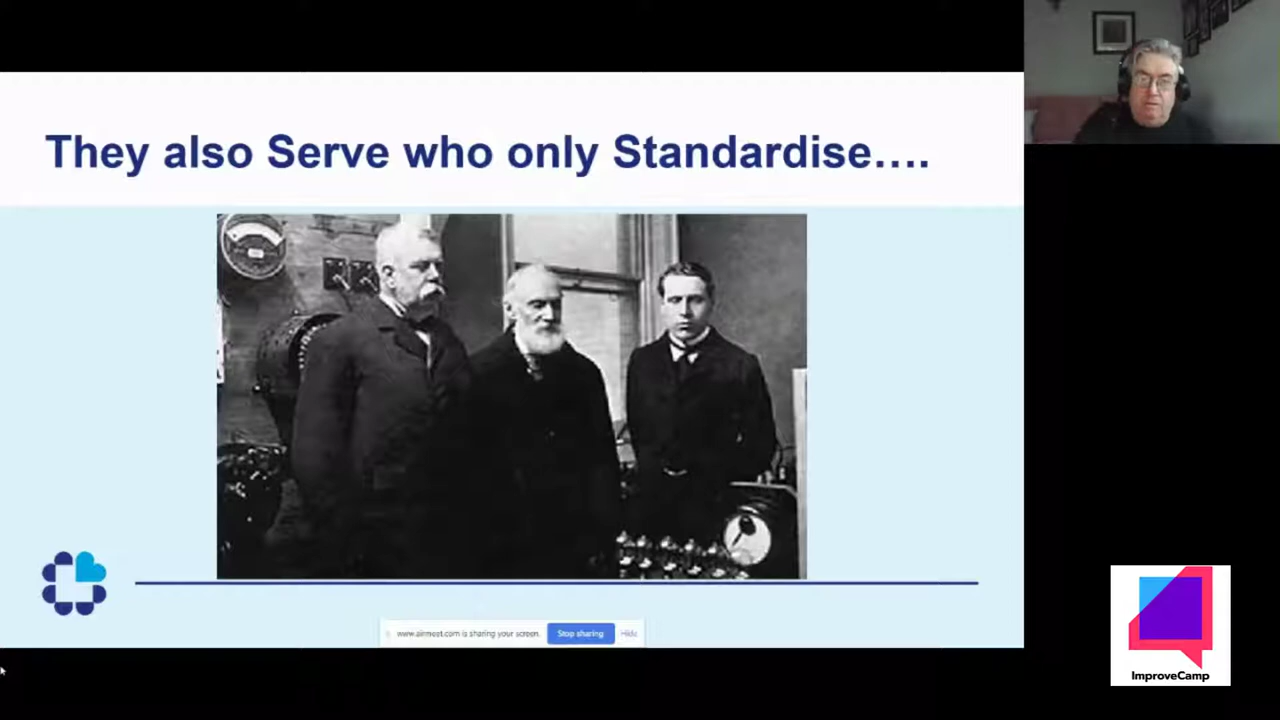 They also Serve who only Standardise....
www.airmeet.com is sharing your screen.
Stop sharing
Hide
ImproveCamp